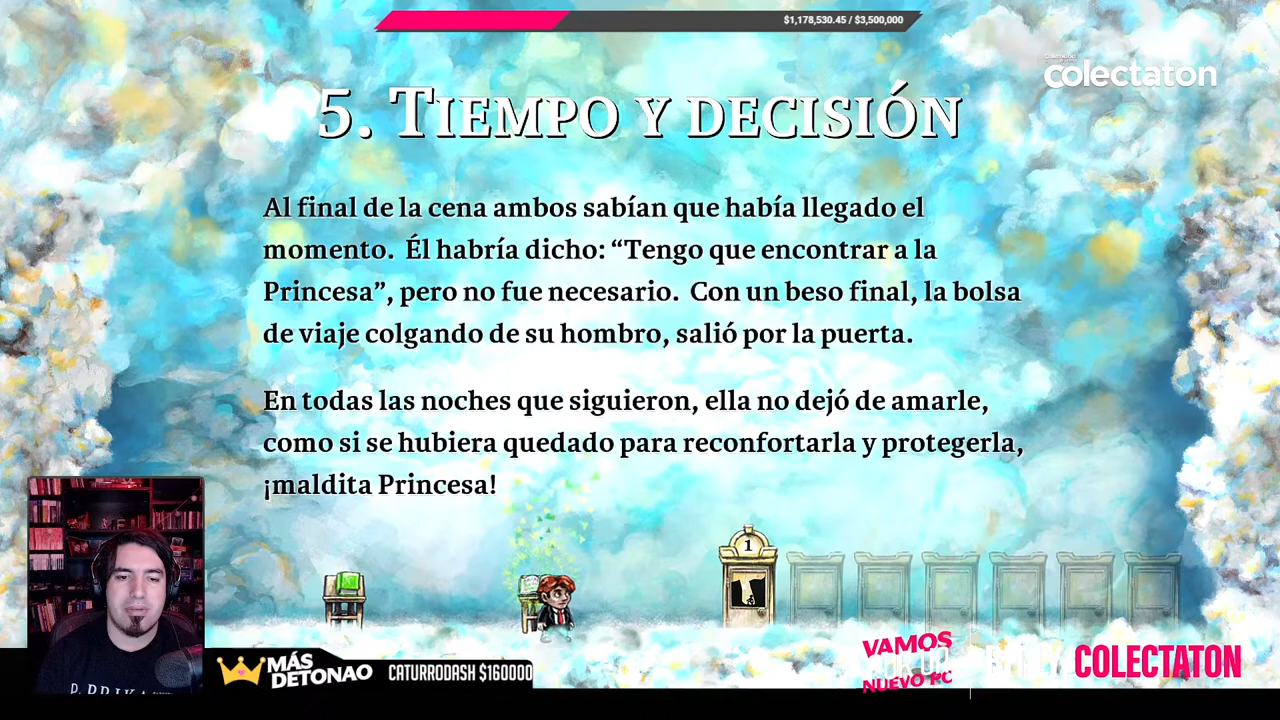 $1,178,530.45 / $3,500,000
colectaton
5. TIEMPO Y DECISIÓN
Al final de la cena ambos sabían que había llegado el
momento. Él habría dicho: “Tengo que encontrar a la
Princesa”, pero no fue necesario. Con un beso final, la bolsa
de viaje colgando de su hombro, salió por la puerta.
En todas las noches que siguieron, ella no dejó de amarle,
como si se hubiera quedado para reconfortarla y protegerla,
¡maldita Princesa!
1
MÁS
DETONAO
CATURRODASH $160000
VAMOS
NUEVO PC
COLECTATON